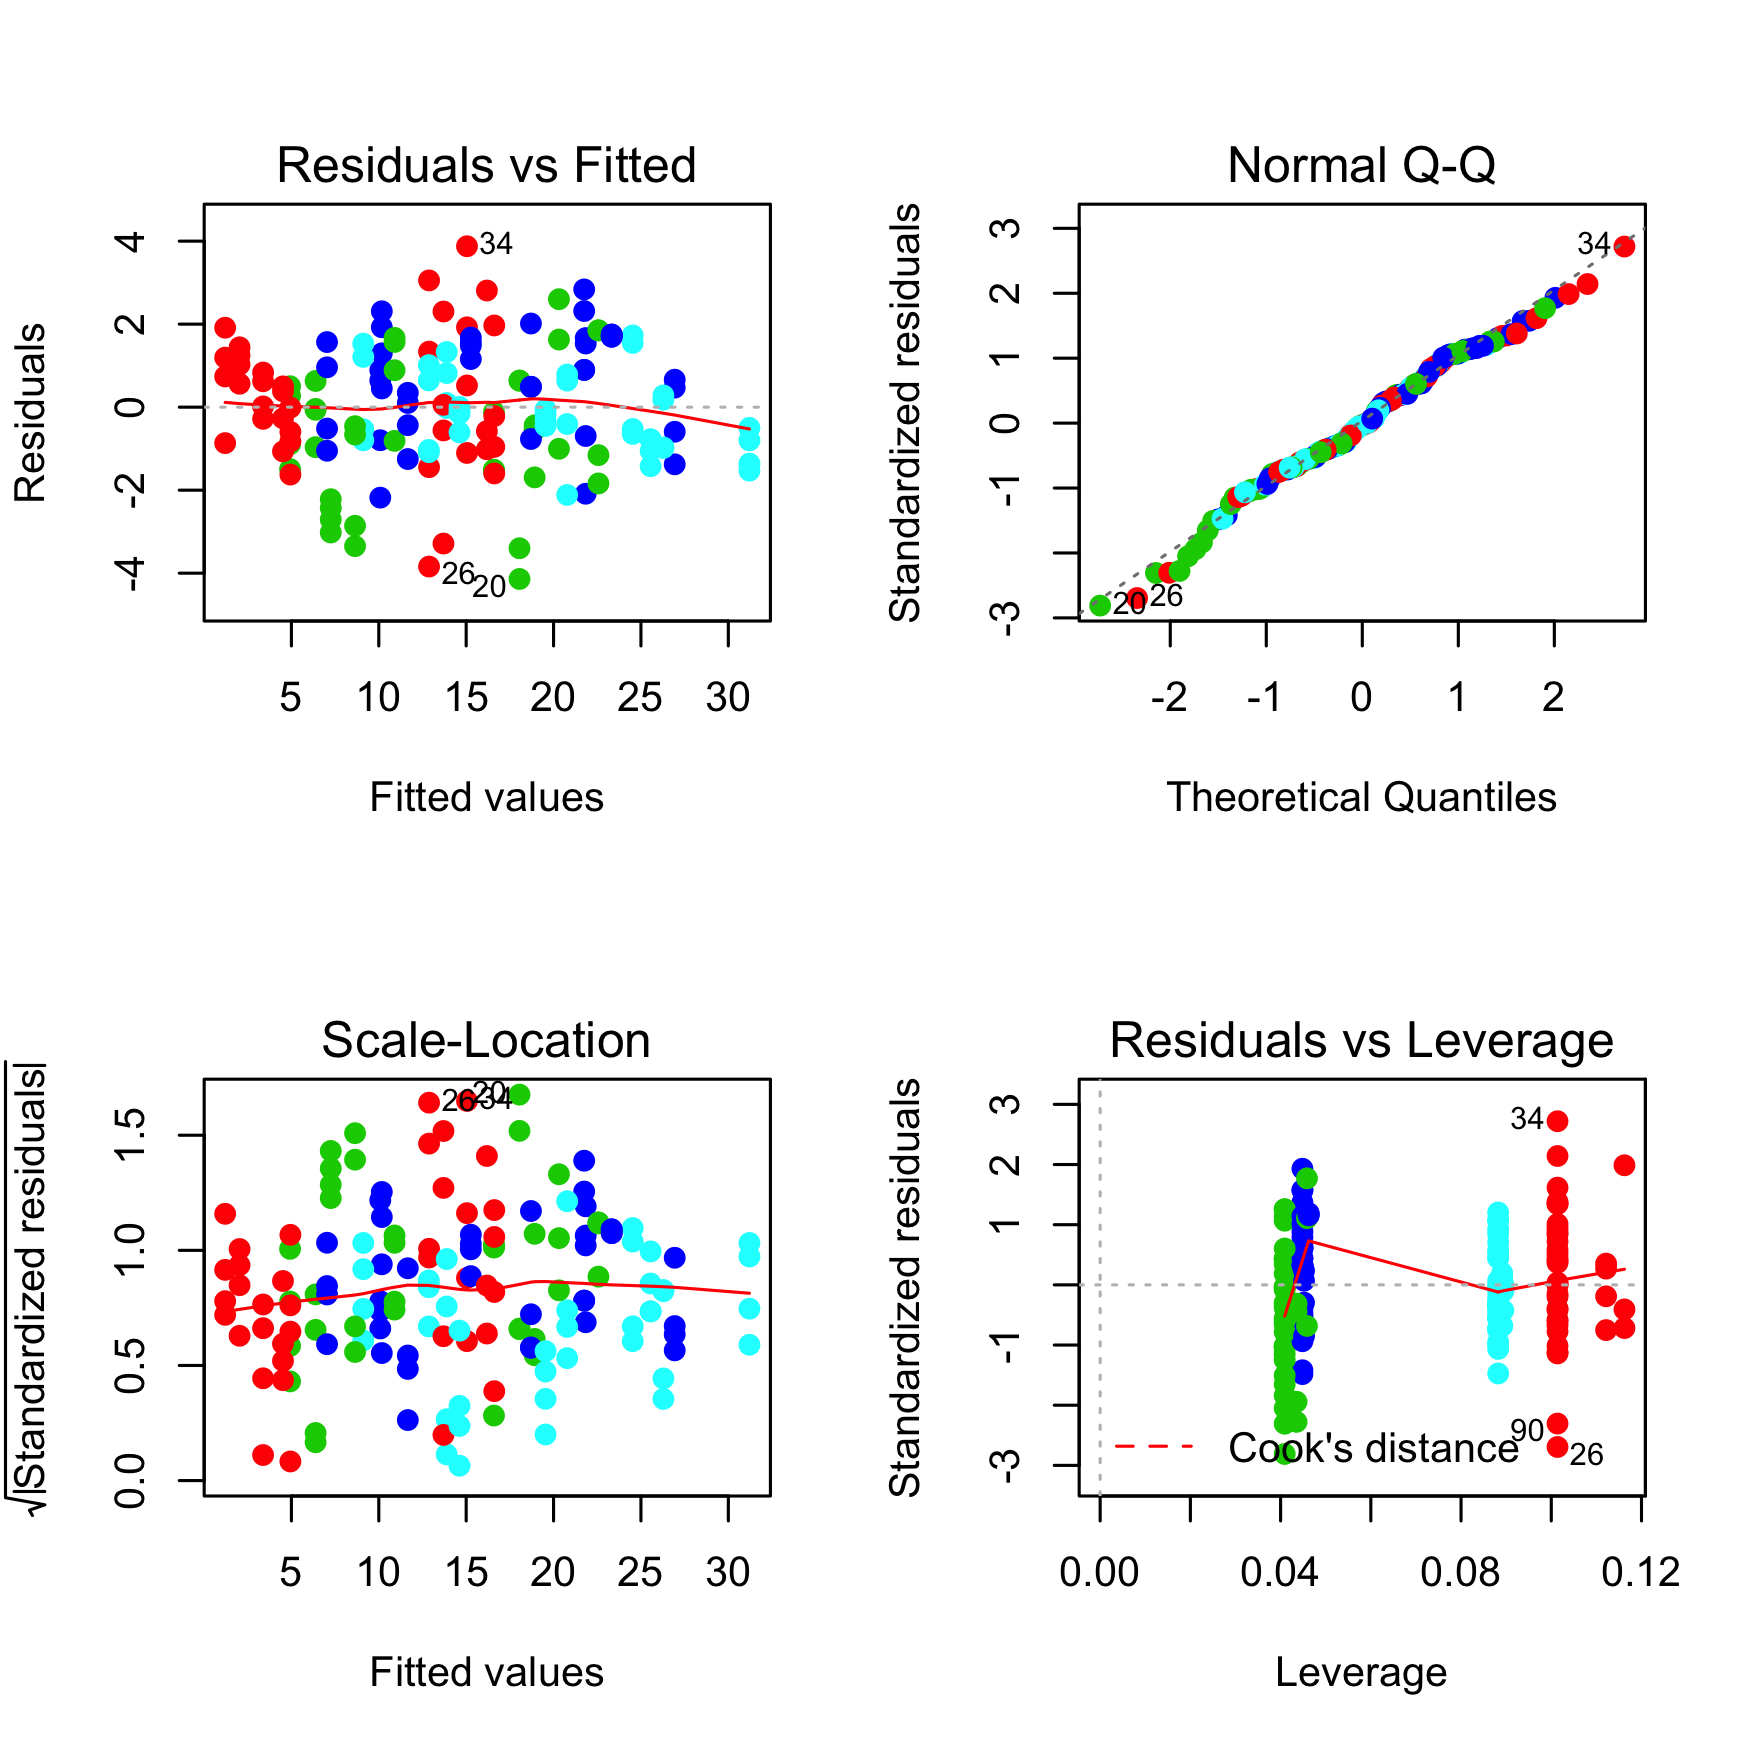 Residuals vs Fitted
Residuals
4
2
0
-2
-4
34
26
20
5 10 15 20 25 30
Fitted values
Normal Q-Q
Standardized residuals
3
2
1
0
-1
-3
34
20
26
-2 -1 0 1 2
Theoretical Quantiles
Scale-Location
√|Standardized residuals|
1.5
1.0
0.5
0.0
26
20
34
5 10 15 20 25 30
Fitted values
Residuals vs Leverage
Standardized residuals
3
2
1
-1
-3
34
90
26
Cook's distance
0.00 0.04 0.08 0.12
Leverage